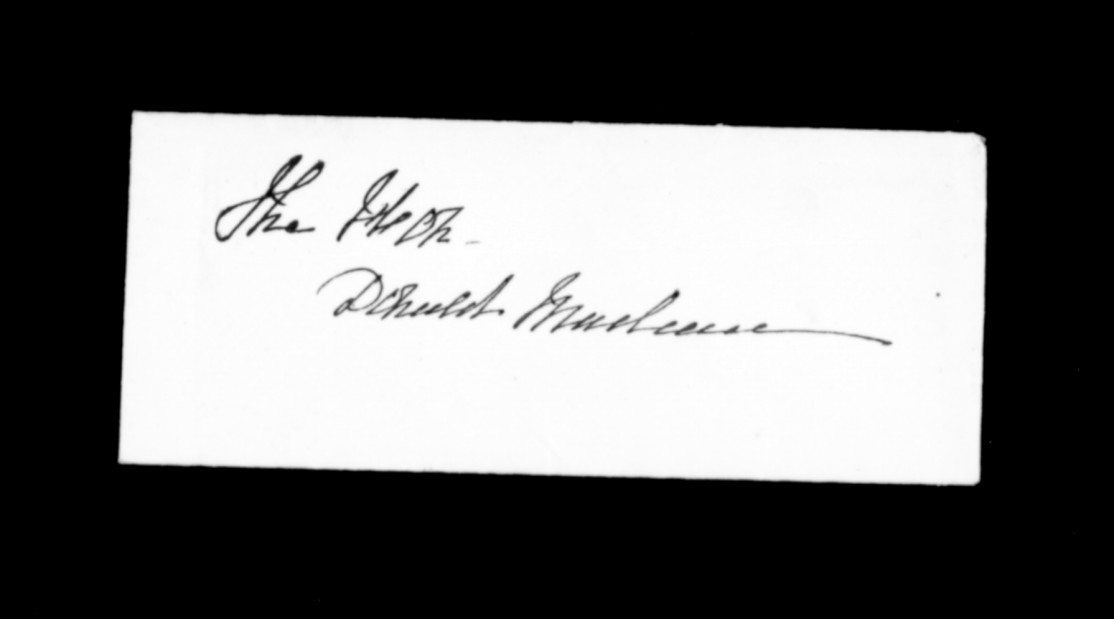 The Hon.
Donald Maclean